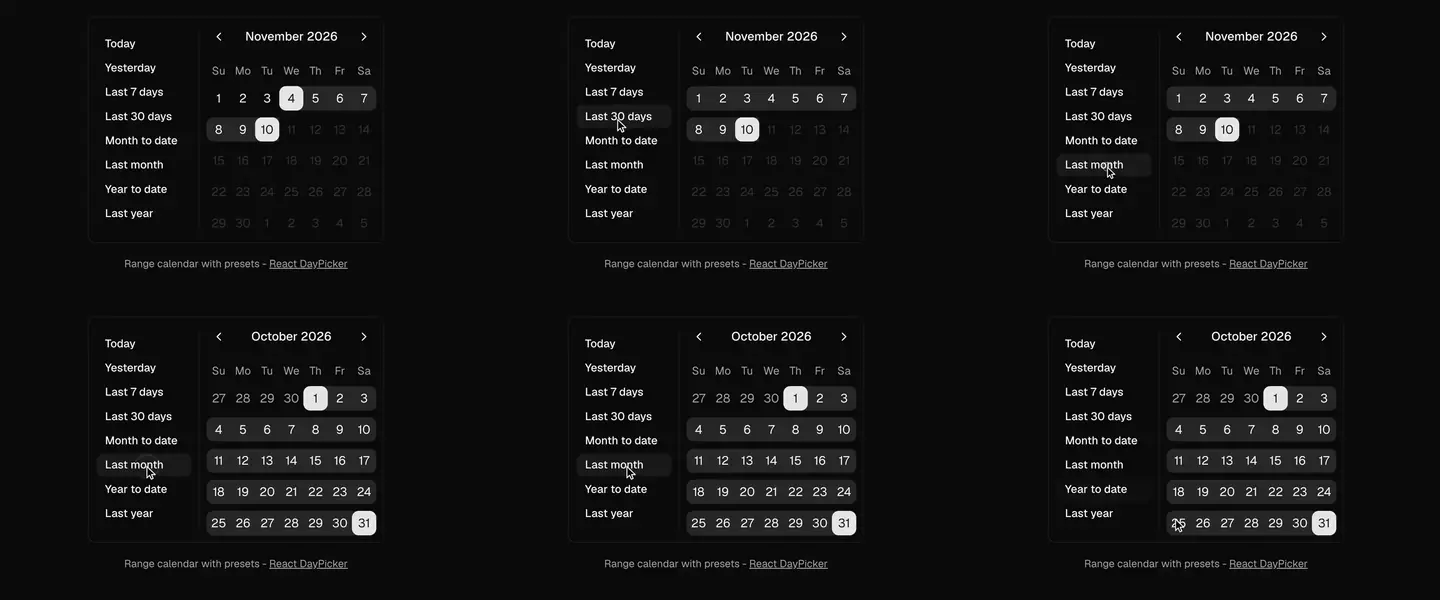 November 2026
Today
Yesterday
Last 7 days
Last 30 days
Month to date
Last month
Year to date
Last year
Su Mo Tu We Th Fr Sa
1 2 3 4 5 6 7
8 9 10 11 12 13 14
15 16 17 18 19 20 21
22 23 24 25 26 27 28
29 30 1 2 3 4 5
Range calendar with presets - React DayPicker
November 2026
Today
Yesterday
Last 7 days
Last 30 days
Month to date
Last month
Year to date
Last year
Su Mo Tu We Th Fr Sa
1 2 3 4 5 6 7
8 9 10 11 12 13 14
15 16 17 18 19 20 21
22 23 24 25 26 27 28
29 30 1 2 3 4 5
Range calendar with presets - React DayPicker
November 2026
Today
Yesterday
Last 7 days
Last 30 days
Month to date
Last month
Year to date
Last year
Su Mo Tu We Th Fr Sa
1 2 3 4 5 6 7
8 9 10 11 12 13 14
15 16 17 18 19 20 21
22 23 24 25 26 27 28
29 30 1 2 3 4 5
Range calendar with presets - React DayPicker
October 2026
Today
Yesterday
Last 7 days
Last 30 days
Month to date
Last month
Year to date
Last year
Su Mo Tu We Th Fr Sa
27 28 29 30 1 2 3
4 5 6 7 8 9 10
11 12 13 14 15 16 17
18 19 20 21 22 23 24
25 26 27 28 29 30 31
Range calendar with presets - React DayPicker
October 2026
Today
Yesterday
Last 7 days
Last 30 days
Month to date
Last month
Year to date
Last year
Su Mo Tu We Th Fr Sa
27 28 29 30 1 2 3
4 5 6 7 8 9 10
11 12 13 14 15 16 17
18 19 20 21 22 23 24
25 26 27 28 29 30 31
Range calendar with presets - React DayPicker
October 2026
Today
Yesterday
Last 7 days
Last 30 days
Month to date
Last month
Year to date
Last year
Su Mo Tu We Th Fr Sa
27 28 29 30 1 2 3
4 5 6 7 8 9 10
11 12 13 14 15 16 17
18 19 20 21 22 23 24
25 26 27 28 29 30 31
Range calendar with presets - React DayPicker